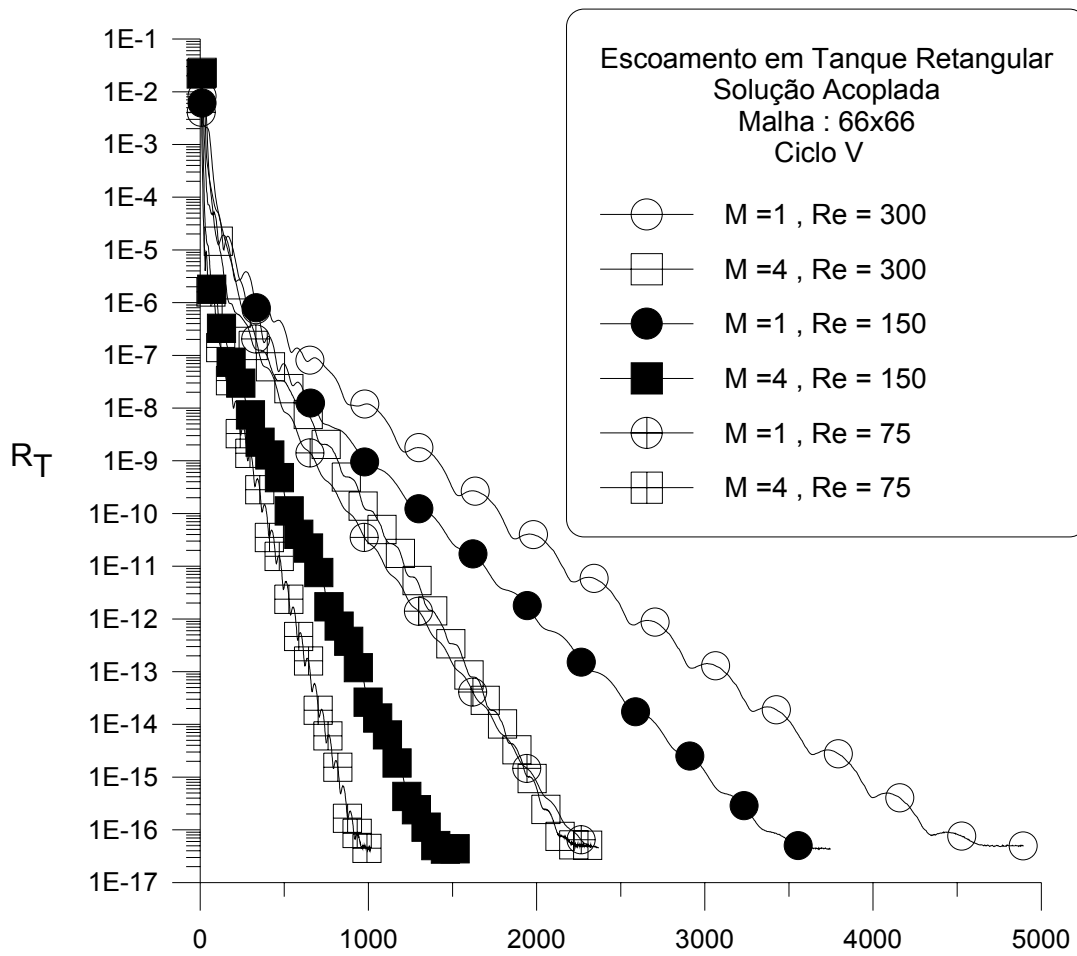 1E-1
1E-2
1E-3
1E-4
1E-5
1E-6
1E-7
1E-8
1E-9
1E-10
1E-11
1E-12
1E-13
1E-14
1E-15
1E-16
1E-17
RT
0 1000 2000 3000 4000 5000
Escoamento em Tanque Retangular
Solução Acoplada
Malha : 66x66
Ciclo V
M =1 , Re = 300
M =4 , Re = 300
M =1 , Re = 150
M =4 , Re = 150
M =1 , Re = 75
M =4 , Re = 75